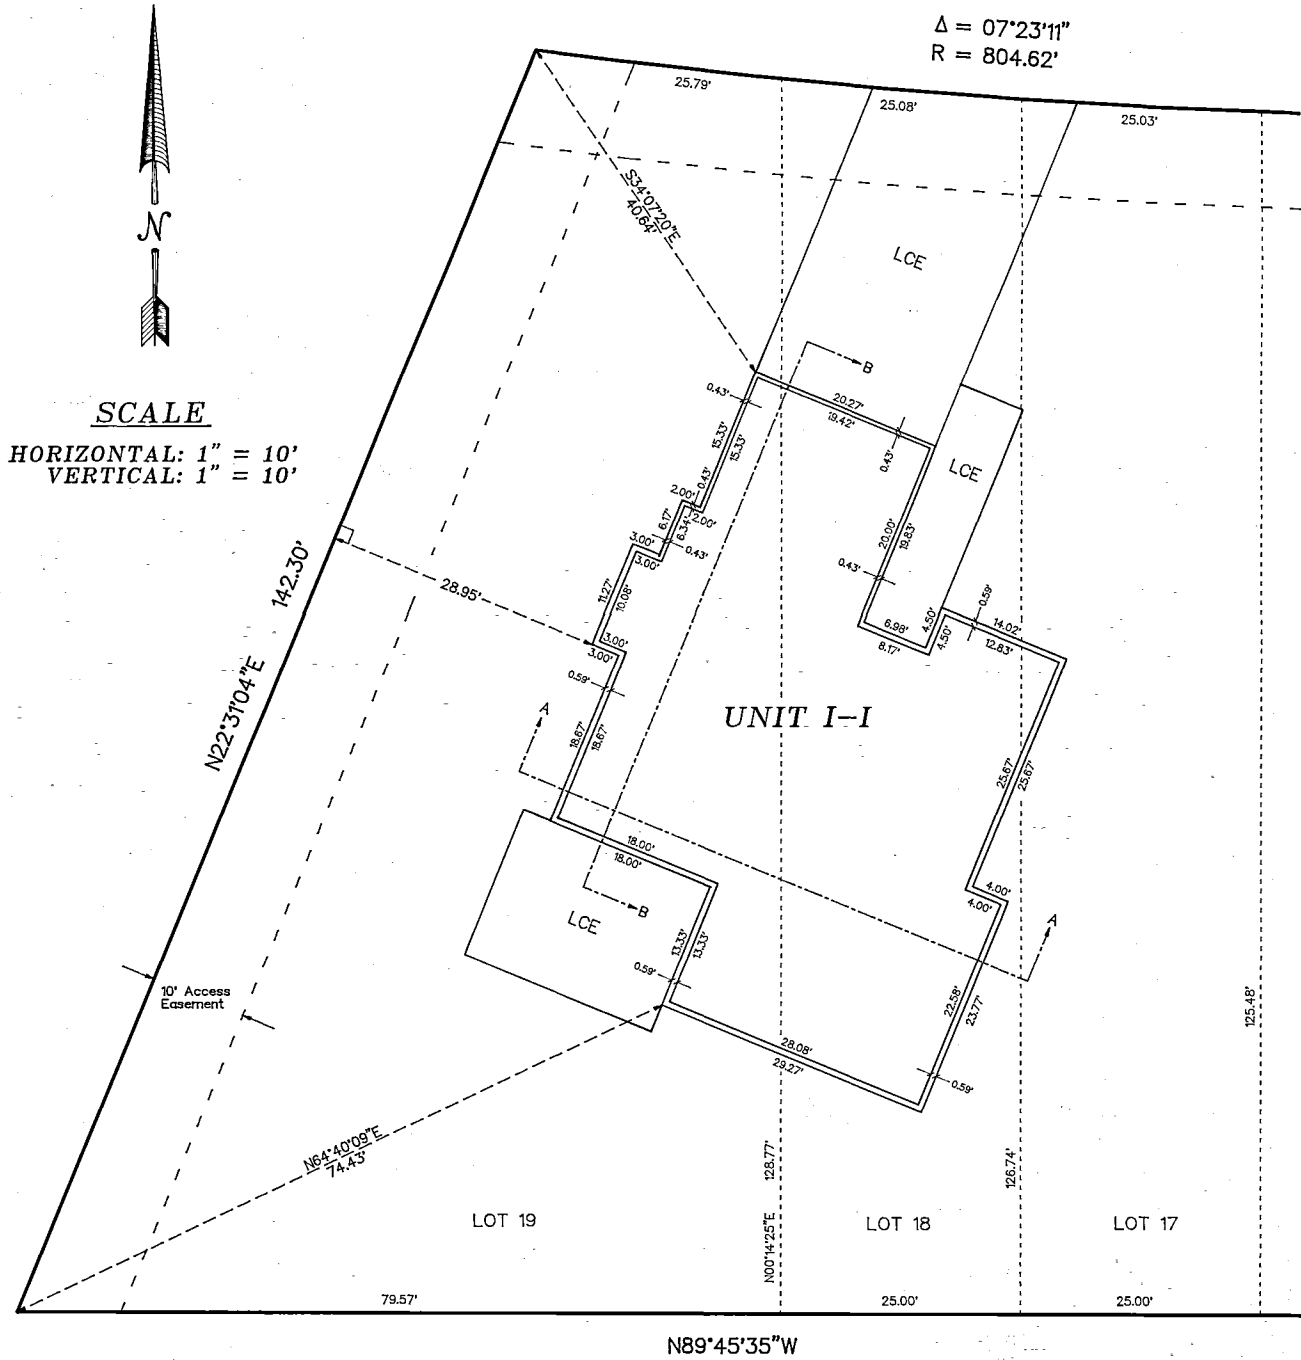 Δ = 07°23'11"
R = 804.62'
25.79'
25.08'
25.03'
N
S34°07'20"E
40.64'
LCE
B
SCALE
HORIZONTAL: 1" = 10'
VERTICAL: 1" = 10'
0.43'
20.27'
19.42'
0.43'
15.33'
15.33'
LCE
0.43'
2.00'
2.00'
6.17'
6.34'
20.00'
19.83'
3.00'
3.00'
0.43'
0.43'
142.30'
28.95'
11.27'
10.08'
0.59'
4.50'
4.50'
14.02'
12.83'
6.98'
8.17'
3.00'
3.00'
0.59'
N22°31'04"E
A
UNIT I-I
18.67'
18.67'
25.67'
25.67'
18.00'
18.00'
4.00'
4.00'
B
LCE
A
13.33'
13.33'
0.59'
10' Access
Easement
22.58'
23.77'
125.48'
28.08'
29.27'
0.59'
N64°40'09"E
74.43'
128.77'
126.74'
LOT 19
LOT 18
LOT 17
N00°14'25"E
79.57'
25.00'
25.00'
N89°45'35"W